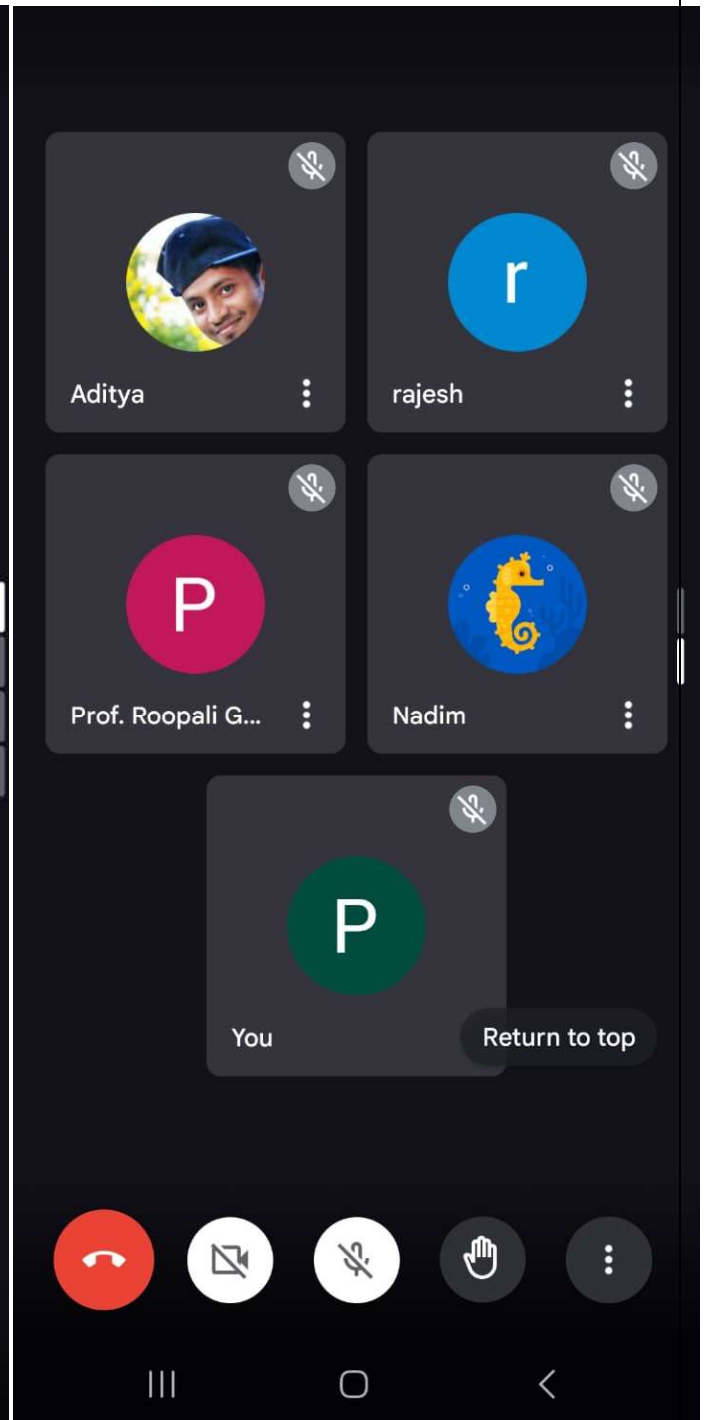 Aditya
r
rajesh
P
Prof. Roopali G...
Nadim
P
You
Return to top